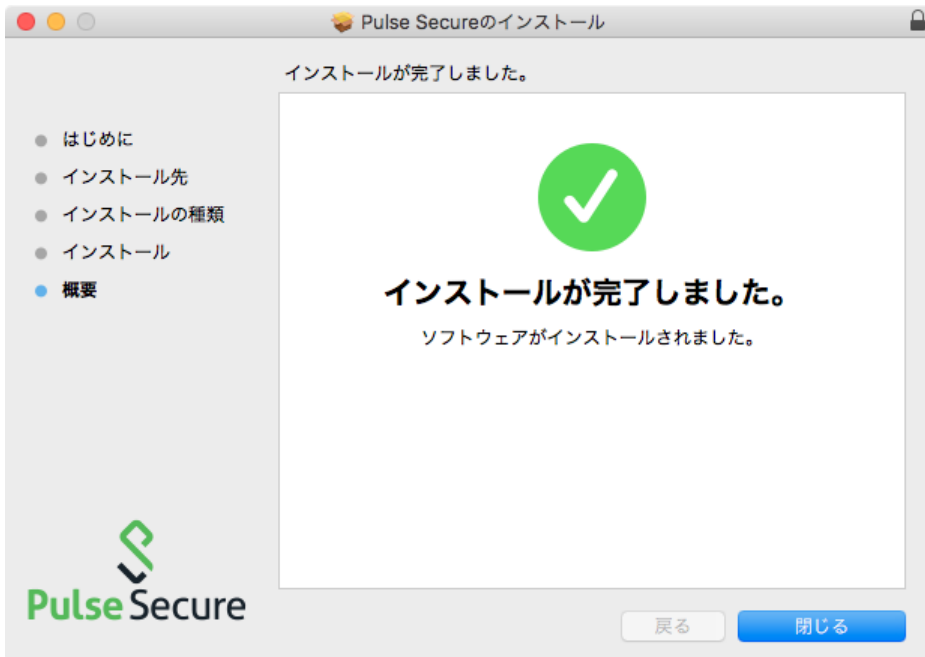 Pulse Secureのインストール
インストールが完了しました。
はじめに
インストール先
インストールの種類
インストール
概要
インストールが完了しました。
ソフトウェアがインストールされました。
Pulse Secure
戻る
閉じる